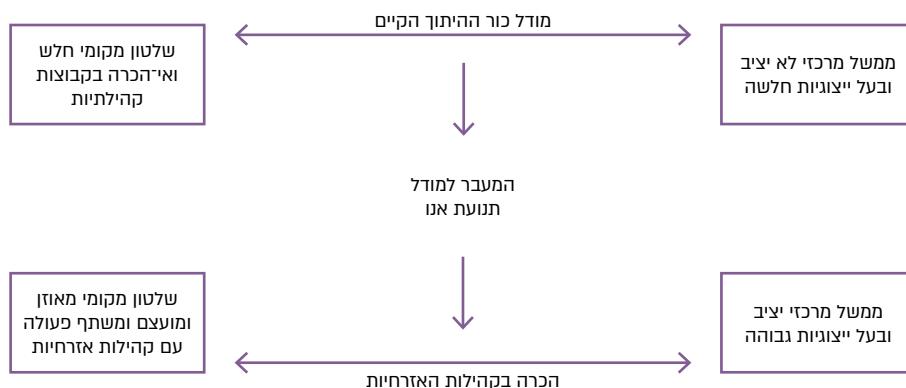 מודל כור ההיתוך הקיים
ממשל מרכזי לא יציב
ובעל ייצוגיות חלשה
שלטון מקומי חלש
ואי־הכרה בקבוצות
קהילתיות
המעבר למודל
תנועת אנו
ממשל מרכזי יציב
ובעל ייצוגיות גבוהה
שלטון מקומי מאוזן
ומועצם ומשתף פעולה
עם קהילות אזרחיות
הכרה בקהילות האזרחיות